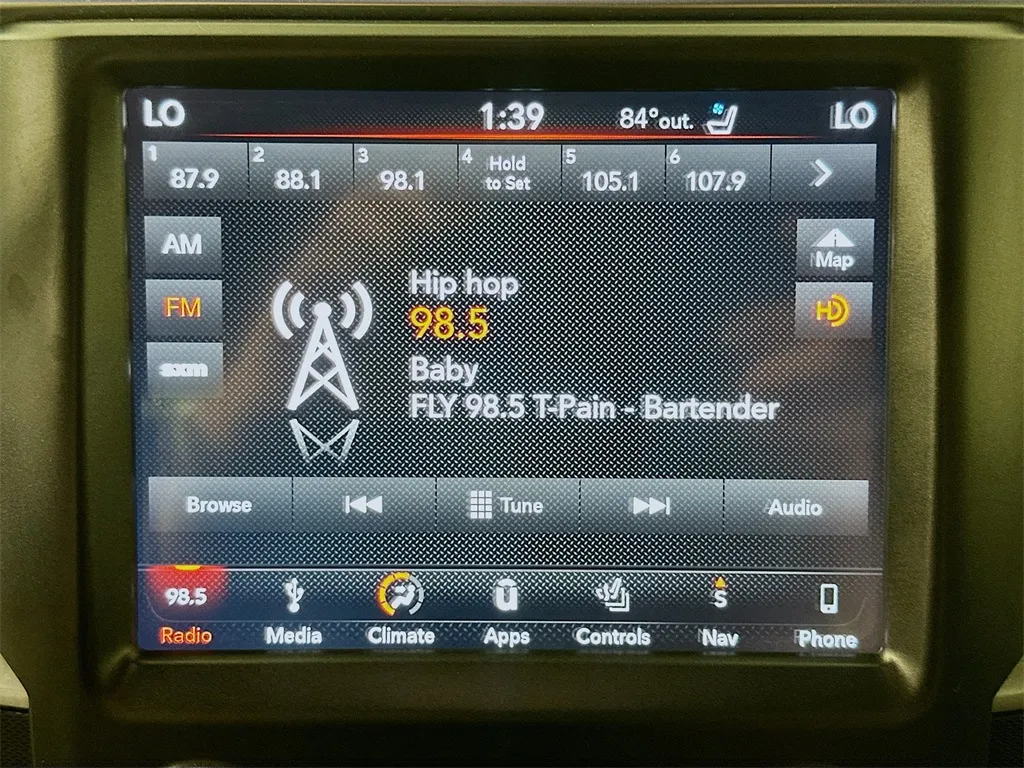 LO 1:39 84°out. LO
1 87.9 2 88.1 3 98.1 4 Hold to Set 5 105.1 6 107.9
AM
Map
Hip hop
FM
98.5
HD
sxm
Baby
FLY 98.5 T-Pain - Bartender
Browse Tune Audio
98.5 U S
Radio Media Climate Apps Controls Nav Phone